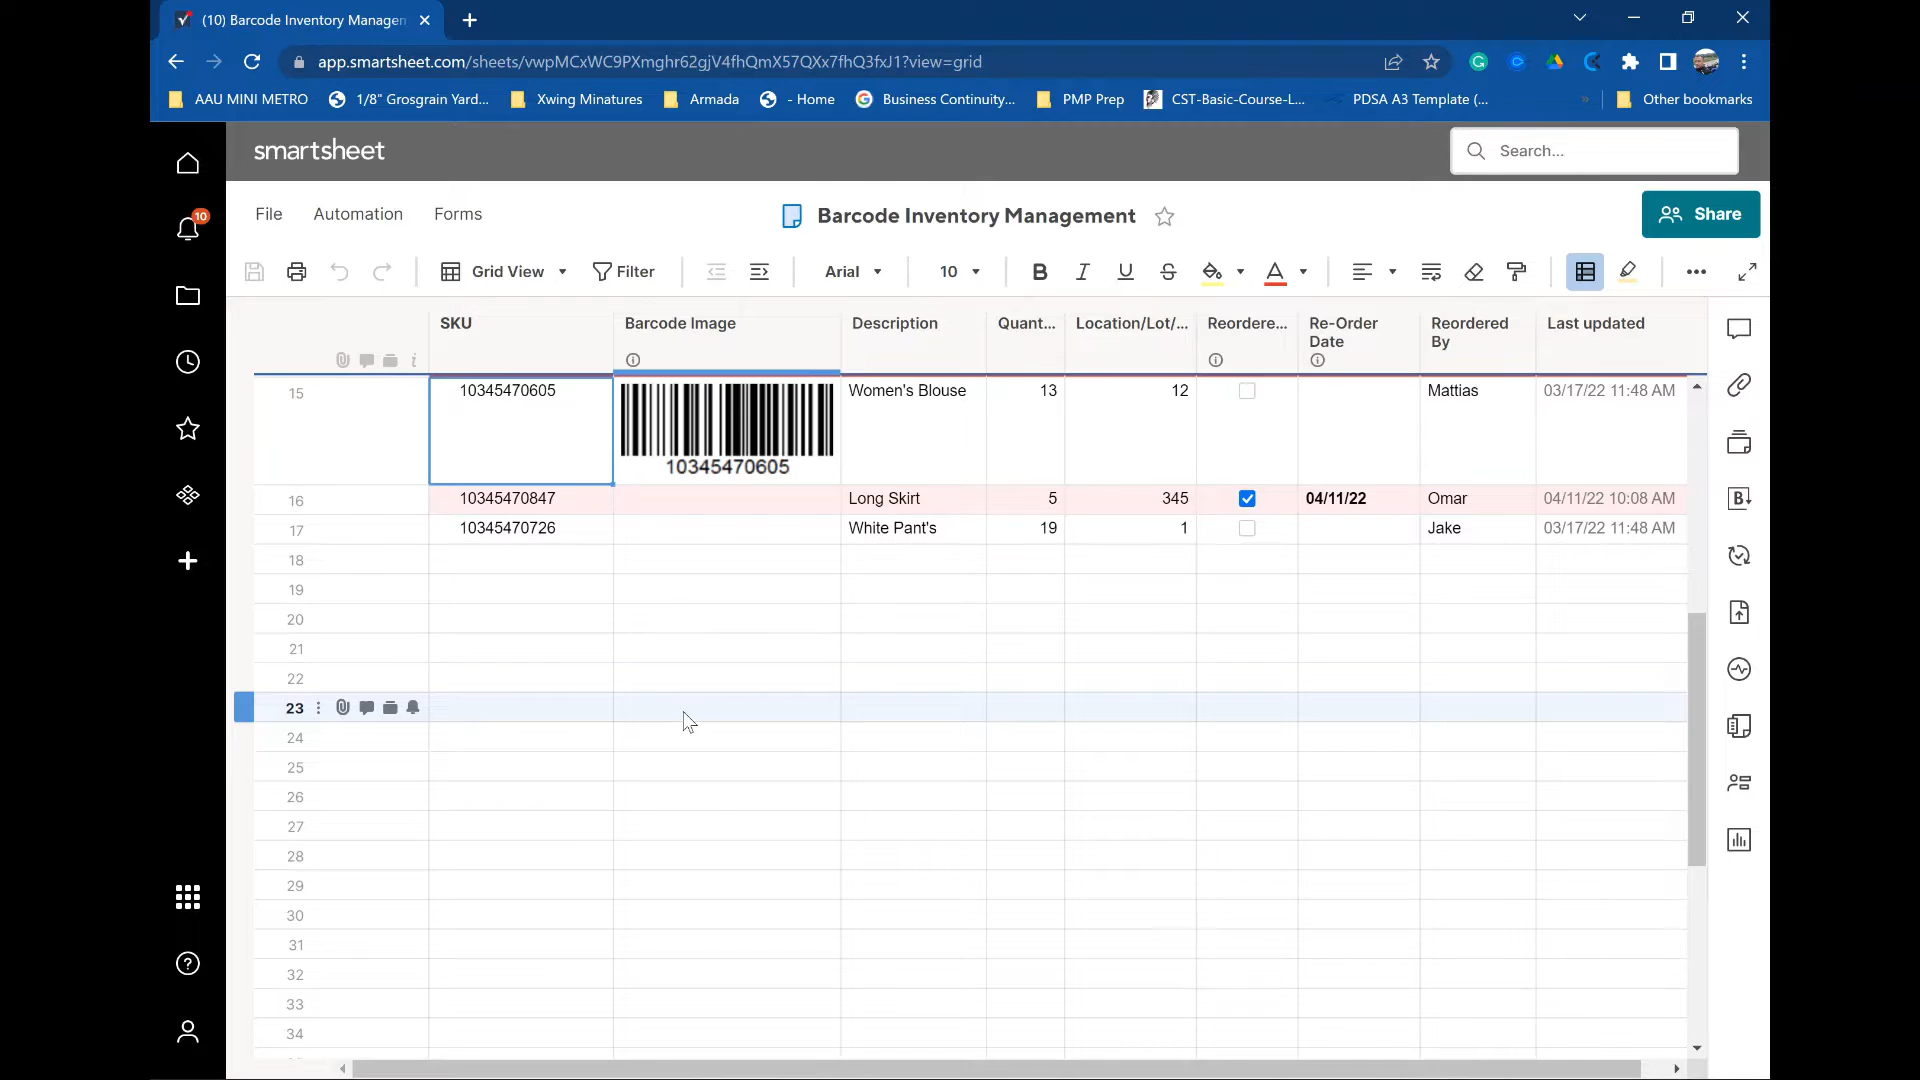 (10) Barcode Inventory Managem
app.smartsheet.com/sheets/vwpMCxWC9PXmghr62gjV4fhQmX57QXx7fhQ3fxJ1?view=grid
AAU MINI METRO 1/8" Grosgrain Yard... Xwing Minatures Armada - Home Business Continuity... PMP Prep CST-Basic-Course-L... PDSA A3 Template (... » Other bookmarks
smartsheet Search...
10
File Automation Forms Barcode Inventory Management Share
Grid View Filter Arial 10 B I U S A
SKU Barcode Image Description Quant... Location/Lot/... Reordere... Re-Order Date Reordered By Last updated
15 10345470605 10345470605 Women's Blouse 13 12 Mattias 03/17/22 11:48 AM
16 10345470847 Long Skirt 5 345 04/11/22 Omar 04/11/22 10:08 AM
17 10345470726 White Pant's 19 1 Jake 03/17/22 11:48 AM
18
19
20
21
22
23
24
25
26
27
28
29
30
31
32
33
34